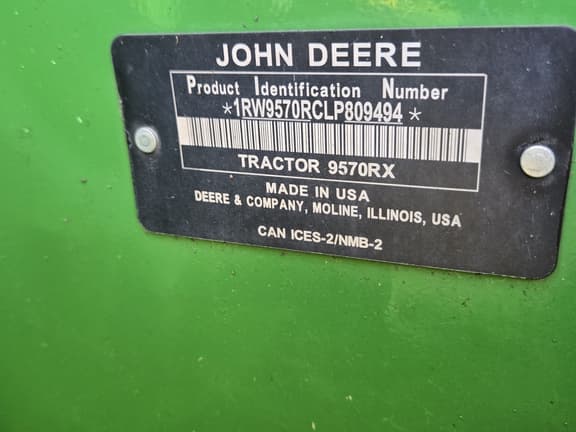 JOHN DEERE
Product Identification Number
*1RW9570RCLP809494*
TRACTOR 9570RX
MADE IN USA
DEERE & COMPANY, MOLINE, ILLINOIS, USA
CAN ICES-2/NMB-2